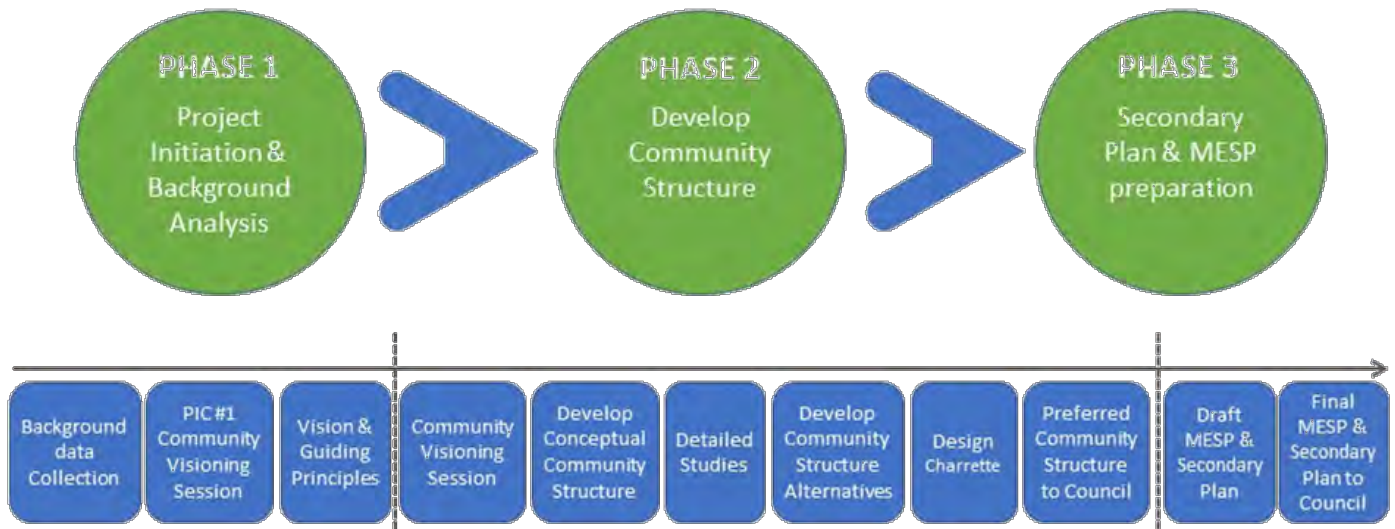 PHASE 1
Project
Initiation &
Background
Analysis
PHASE 2
Develop
Community
Structure
PHASE 3
Secondary
Plan & MESP
preparation
Background
data
Collection
PIC #1
Community
Visioning
Session
Vision &
Guiding
Principles
Community
Visioning
Session
Develop
Conceptual
Community
Structure
Detailed
Studies
Develop
Community
Structure
Alternatives
Design
Charrette
Preferred
Community
Structure
to Council
Draft
MESP &
Secondary
Plan
Final
MESP &
Secondary
Plan to
Council